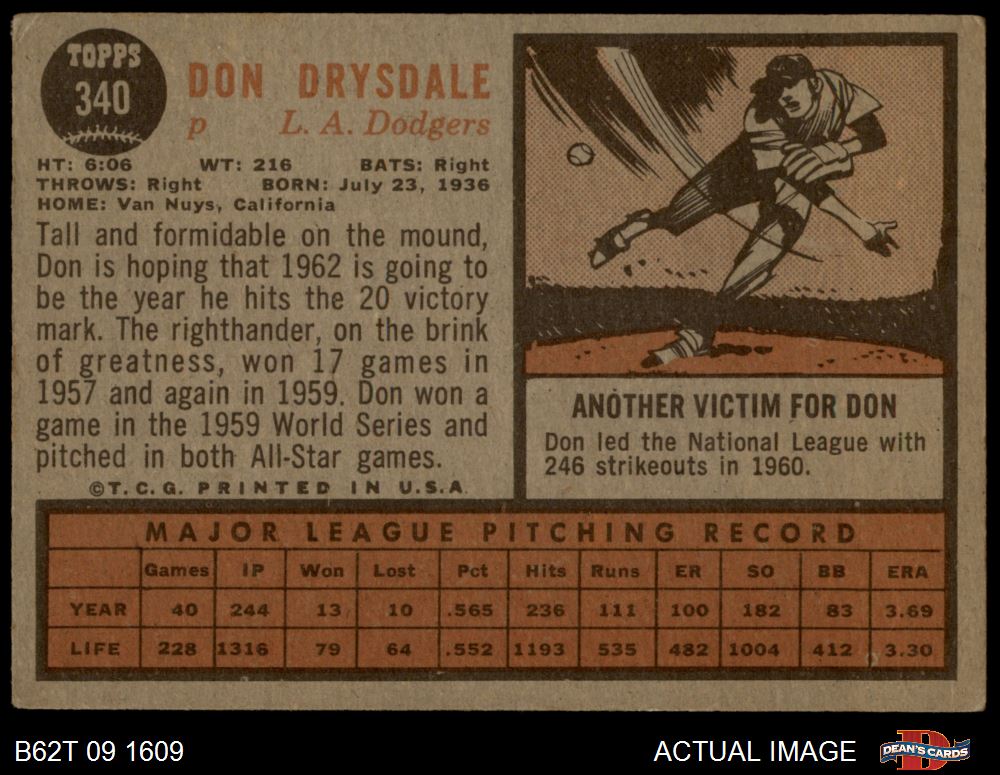 TOPPS
340
DON DRYSDALE
p L. A. Dodgers
HT: 6:06 WT: 216 BATS: Right
THROWS: Right BORN: July 23, 1936
HOME: Van Nuys, California
Tall and formidable on the mound,
Don is hoping that 1962 is going to
be the year he hits the 20 victory
mark. The righthander, on the brink
of greatness, won 17 games in
1957 and again in 1959. Don won a
game in the 1959 World Series and
pitched in both All-Star games.
©T.C.G. PRINTED IN U.S.A.
ANOTHER VICTIM FOR DON
Don led the National League with
246 strikeouts in 1960.
MAJOR LEAGUE PITCHING RECORD
Games IP Won Lost Pct Hits Runs ER SO BB ERA
YEAR 40 244 13 10 .565 236 111 100 182 83 3.69
LIFE 228 1316 79 64 .552 1193 535 482 1004 412 3.30
B62T 09 1609
ACTUAL IMAGE
D
DEAN'S CARDS